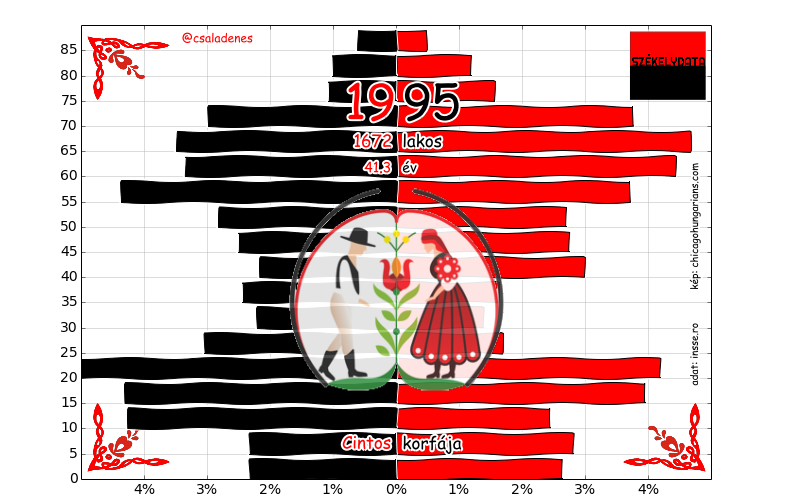 @csaladenes
SZÉKELYDATA
1995
1672 lakos
41.3 év
kép: chicagohungarians.com
adat: insse.ro
Cintos korfája
85
80
75
70
65
60
55
50
45
40
35
30
25
20
15
10
5
0
4% 3% 2% 1% 0% 1% 2% 3% 4%